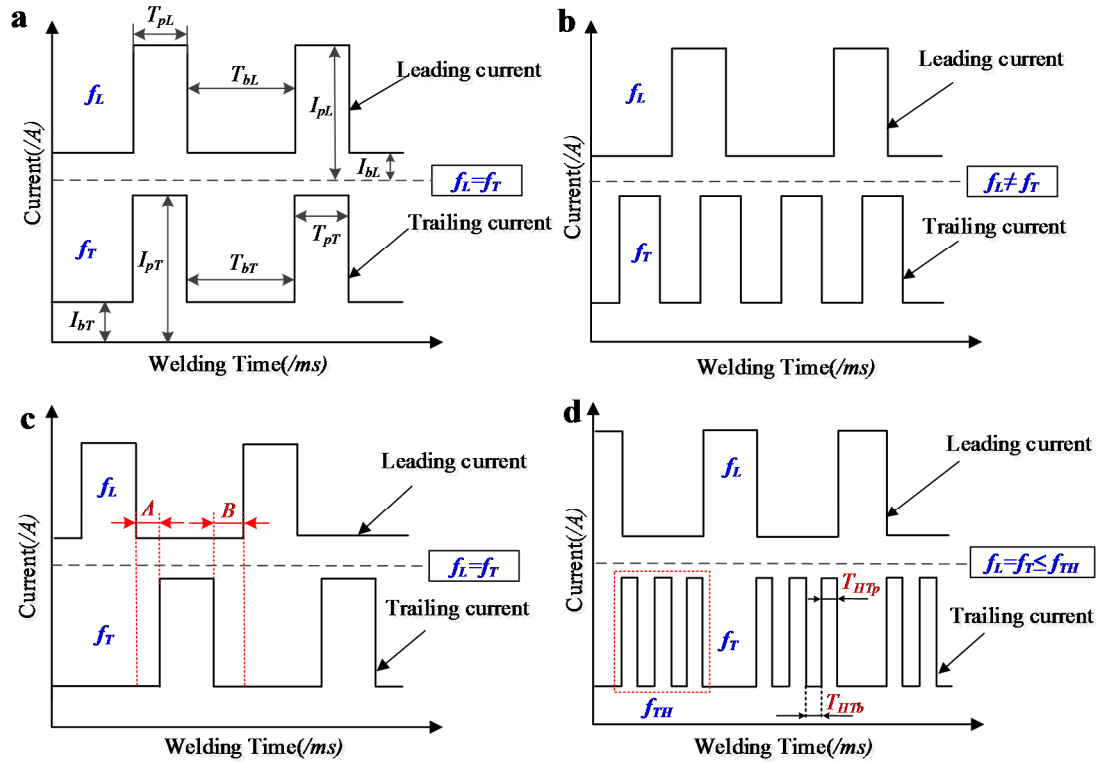 a
T_pL
Leading current
f_L
T_bL
I_pL
I_bL
Current(/A)
f_L=f_T
Trailing current
f_T
I_pT
T_bT
T_pT
I_bT
Welding Time(/ms)
b
Leading current
f_L
Current(/A)
f_L≠f_T
Trailing current
f_T
Welding Time(/ms)
c
Leading current
f_L
A
B
Current(/A)
f_L=f_T
Trailing current
f_T
Welding Time(/ms)
d
Leading current
f_L
Current(/A)
f_L=f_T≤f_TH
T_HTp
Trailing current
f_T
f_TH
T_HTb
Welding Time(/ms)